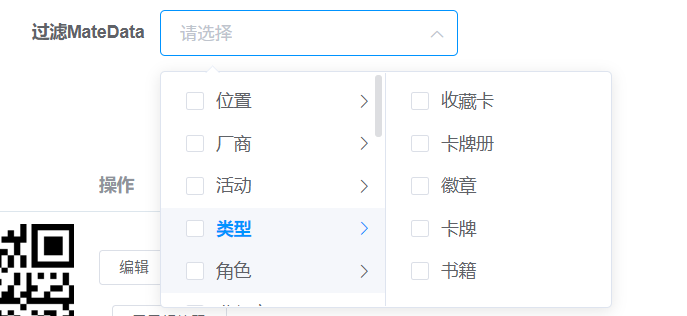 过滤MateData
请选择
位置
厂商
活动
类型
角色
收藏卡
卡牌册
徽章
卡牌
书籍
操作
编辑